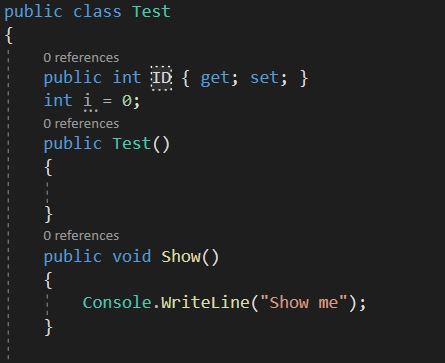 public class Test
{
0 references
public int ID { get; set; }
int i = 0;
0 references
public Test()
{
}
0 references
public void Show()
{
Console.WriteLine("Show me");
}